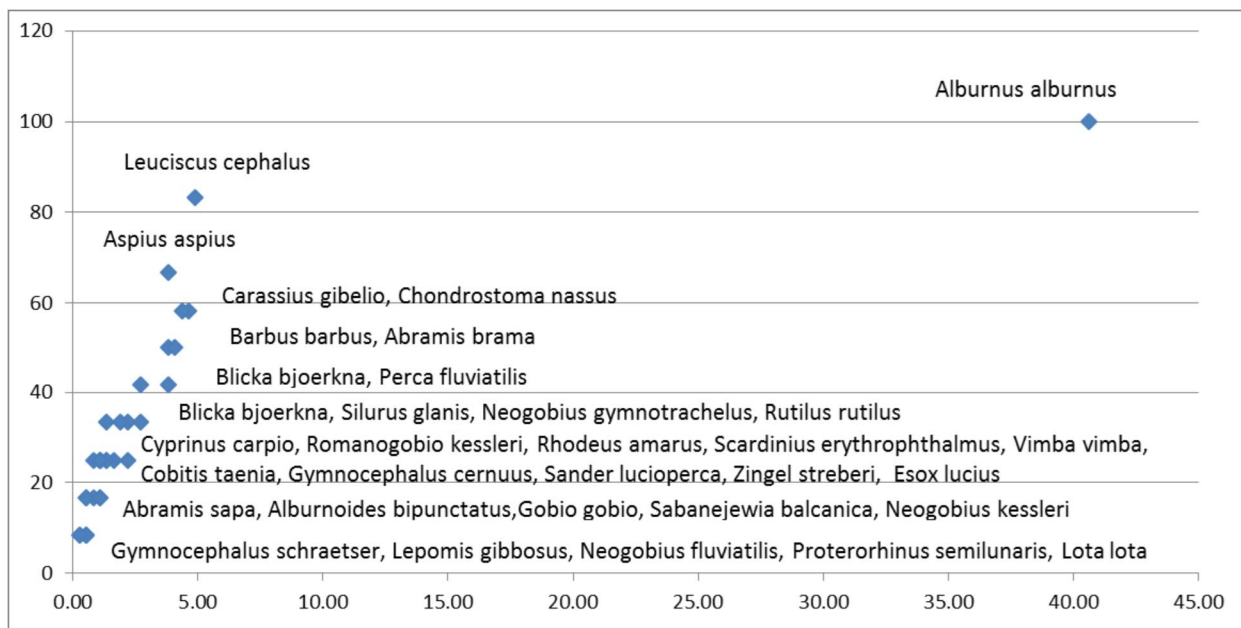 120
Alburnus alburnus
100
Leuciscus cephalus
80
Aspius aspius
60
Carassius gibelio, Chondrostoma nassus
Barbus barbus, Abramis brama
Blicka bjoerkna, Perca fluviatilis
40
Blicka bjoerkna, Silurus glanis, Neogobius gymnotrachelus, Rutilus rutilus
Cyprinus carpio, Romanogobio kessleri, Rhodeus amarus, Scardinius erythrophthalmus, Vimba vimba,
Cobitis taenia, Gymnocephalus cernuus, Sander lucioperca, Zingel streberi, Esox lucius
20
Abramis sapa, Alburnoides bipunctatus,Gobio gobio, Sabanejewia balcanica, Neogobius kessleri
Gymnocephalus schraetser, Lepomis gibbosus, Neogobius fluviatilis, Proterorhinus semilunaris, Lota lota
0
0.00 5.00 10.00 15.00 20.00 25.00 30.00 35.00 40.00 45.00